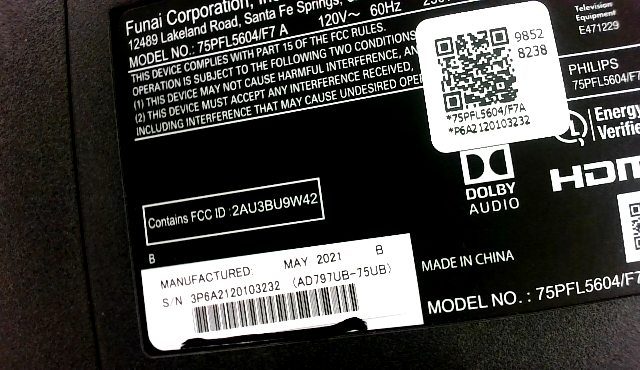 Funai Corporation, Inc
12489 Lakeland Road, Santa Fe Springs,
MODEL NO.: 75PFL5604/F7 A 120V~ 60Hz
THIS DEVICE COMPLIES WITH PART 15 OF THE FCC RULES.
OPERATION IS SUBJECT TO THE FOLLOWING TWO CONDITIONS
(1) THIS DEVICE MAY NOT CAUSE HARMFUL INTERFERENCE, AN
(2) THIS DEVICE MUST ACCEPT ANY INTERFERENCE RECEIVED,
INCLUDING INTERFERENCE THAT MAY CAUSE UNDESIRED OPE
Contains FCC ID :2AU3BU9W42
B
MANUFACTURED: MAY 2021 B
S/N 3P6A2120103232 (AD797UB-75UB)
9852
8238
*75PFL5604/F7A
*P6A2120103232
Television
Equipment
E471229
PHILIPS
75PFL5604/F7
UL
Energy
Verifie
DOLBY
AUDIO
HDM
MADE IN CHINA
MODEL NO. : 75PFL5604/F7